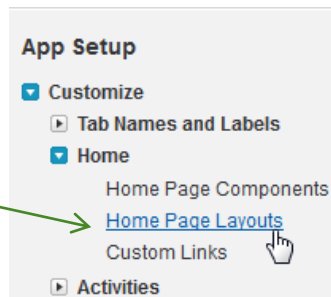 App Setup
Customize
Tab Names and Labels
Home
Home Page Components
Home Page Layouts
Custom Links
Activities